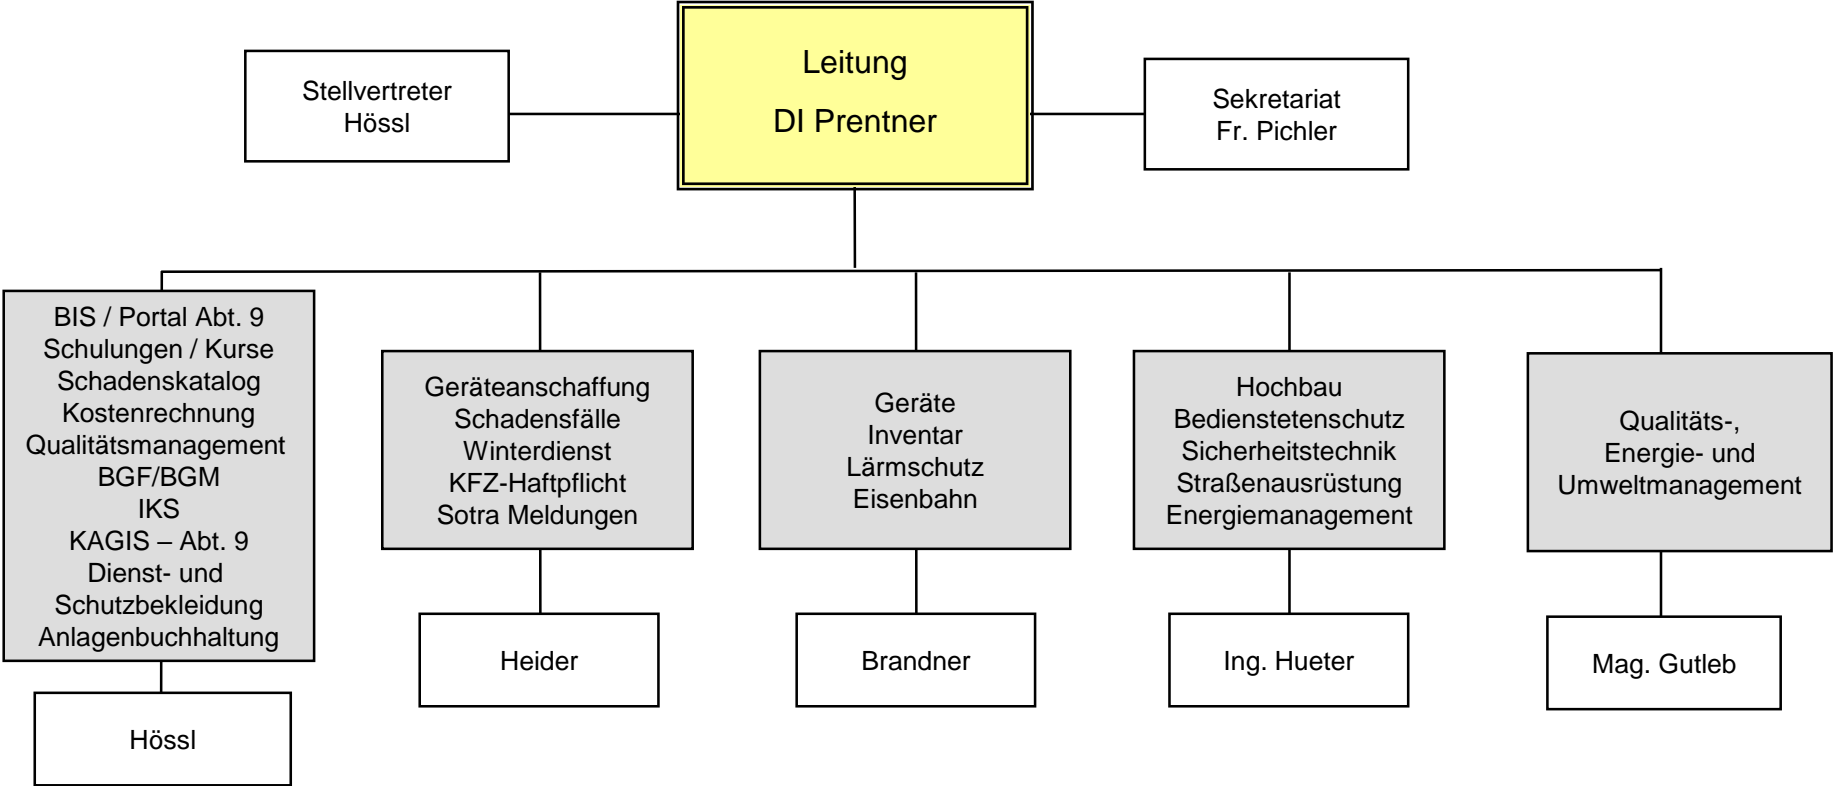 Leitung
DI Prentner
Stellvertreter
Hössl
Sekretariat
Fr. Pichler
BIS / Portal Abt. 9
Schulungen / Kurse
Schadenskatalog
Kostenrechnung
Qualitätsmanagement
BGF/BGM
IKS
KAGIS – Abt. 9
Dienst- und
Schutzbekleidung
Anlagenbuchhaltung
Hössl
Geräteanschaffung
Schadensfälle
Winterdienst
KFZ-Haftpflicht
Sotra Meldungen
Heider
Geräte
Inventar
Lärmschutz
Eisenbahn
Brandner
Hochbau
Bedienstetenschutz
Sicherheitstechnik
Straßenausrüstung
Energiemanagement
Ing. Hueter
Qualitäts-,
Energie- und
Umweltmanagement
Mag. Gutleb